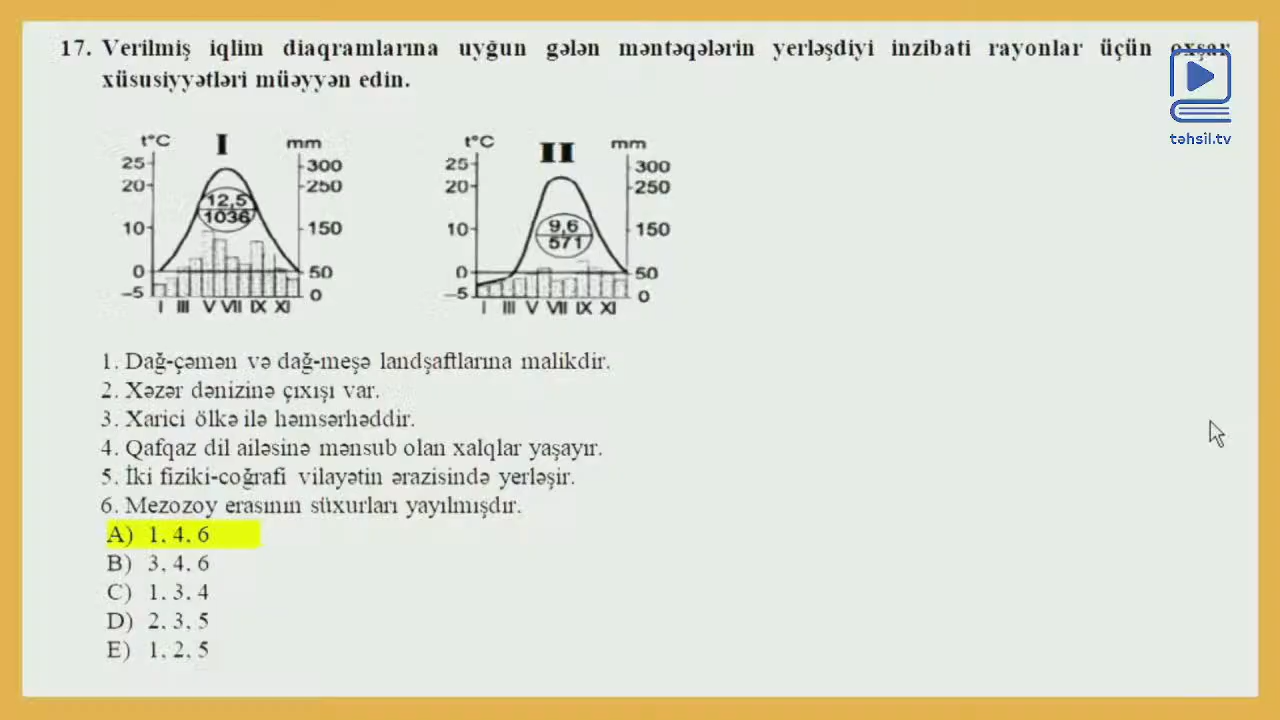 17. Verilmiş iqlim diaqramlarına uyğun gələn məntəqələrin yerləşdiyi inzibati rayonlar üçün oxşar
xüsusiyyətləri müəyyən edin.
təhsil.tv
t°C I mm
25 300
20 250
12,5
1036
10 150
0 50
–5 0
I III V VII IX XI
t°C II mm
25 300
20 250
10 150
9,6
571
0 50
–5 0
I III V VII IX XI
1. Dağ-çəmən və dağ-meşə landşaftlarına malikdir.
2. Xəzər dənizinə çıxışı var.
3. Xarici ölkə ilə həmsərhəddir.
4. Qafqaz dil ailəsinə mənsub olan xalqlar yaşayır.
5. İki fiziki-coğrafi vilayətin ərazisində yerləşir.
6. Mezozoy erasının süxurları yayılmışdır.
A) 1, 4, 6
B) 3, 4, 6
C) 1, 3, 4
D) 2, 3, 5
E) 1, 2, 5